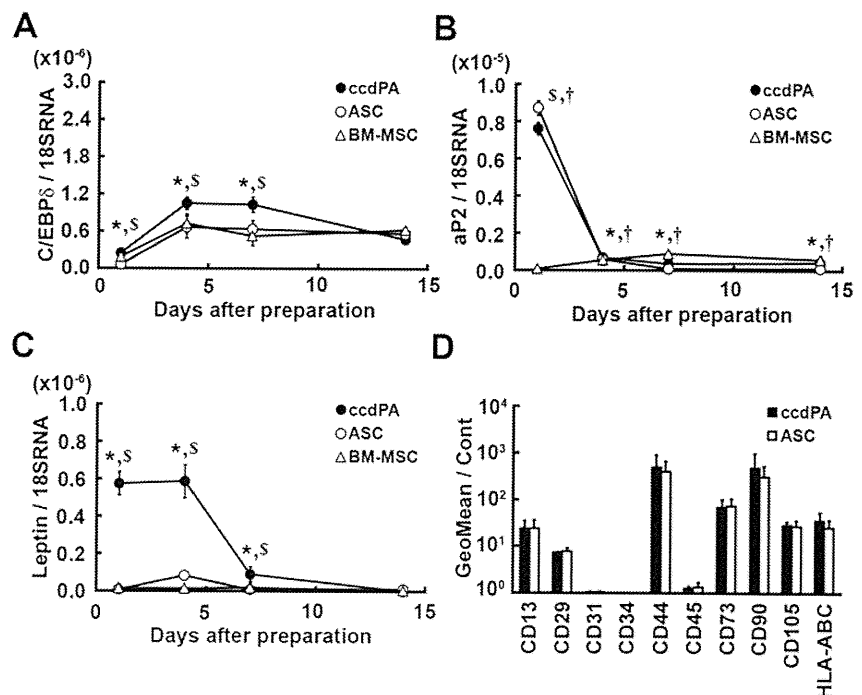 A
(x10⁻⁶)
C/EBPδ / 18SRNA
3.0
2.4
1.8
1.2
0.6
0.0
ccdPA
ASC
BM-MSC
*,$
*,$
*,$
0 5 10 15
Days after preparation
B
(x10⁻⁵)
aP2 / 18SRNA
1.0
0.8
0.6
0.4
0.2
0.0
ccdPA
ASC
BM-MSC
$,†
*,†
*,†
*,†
0 5 10 15
Days after preparation
C
(x10⁻⁶)
Leptin / 18SRNA
1.0
0.8
0.6
0.4
0.2
0.0
ccdPA
ASC
BM-MSC
*,$
*,$
*,$
0 5 10 15
Days after preparation
D
GeoMean / Cont
10⁴
10³
10²
10¹
10⁰
ccdPA
ASC
CD13
CD29
CD31
CD34
CD44
CD45
CD73
CD90
CD105
HLA-ABC